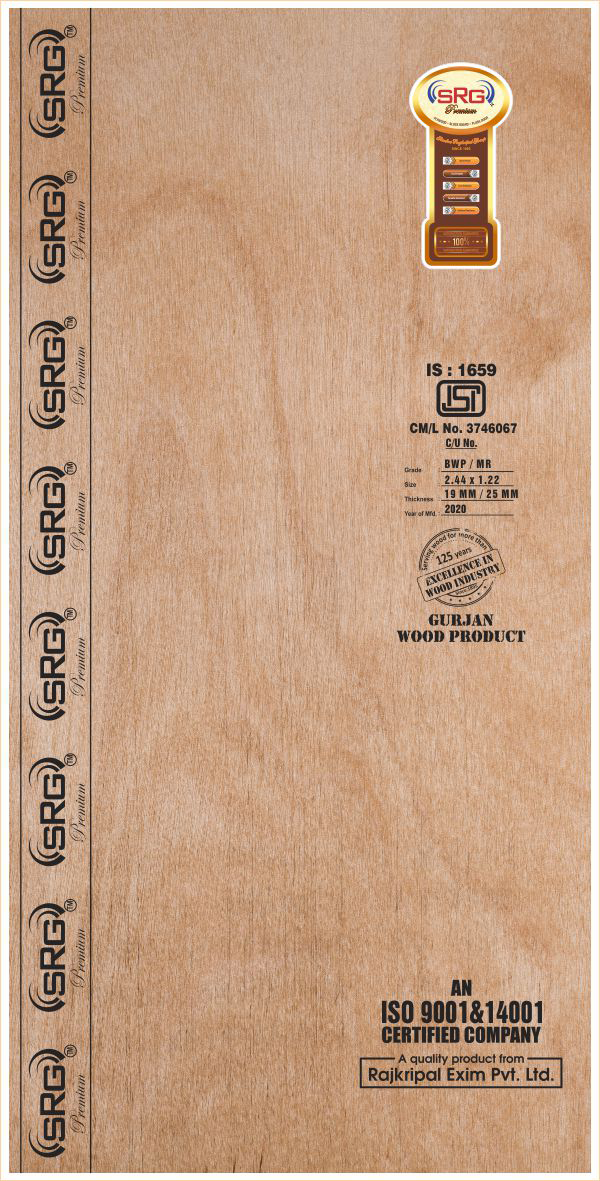 SRG TM
Premium
SRG TM
Premium
SRG TM
Premium
SRG TM
Premium
SRG TM
Premium
SRG TM
Premium
SRG TM
Premium
SRG TM
Premium
SRG
Premium
SINCE 1895
100%
IS : 1659
ISI
CM/L No. 3746067
C/U No.
Grade BWP / MR
Size 2.44 x 1.22
Thickness 19 MM / 25 MM
Year of Mfd. 2020
Serving wood for more than
125 years
EXCELLENCE IN
WOOD INDUSTRY
GURJAN
WOOD PRODUCT
AN
ISO 9001&14001
CERTIFIED COMPANY
A quality product from
Rajkripal Exim Pvt. Ltd.